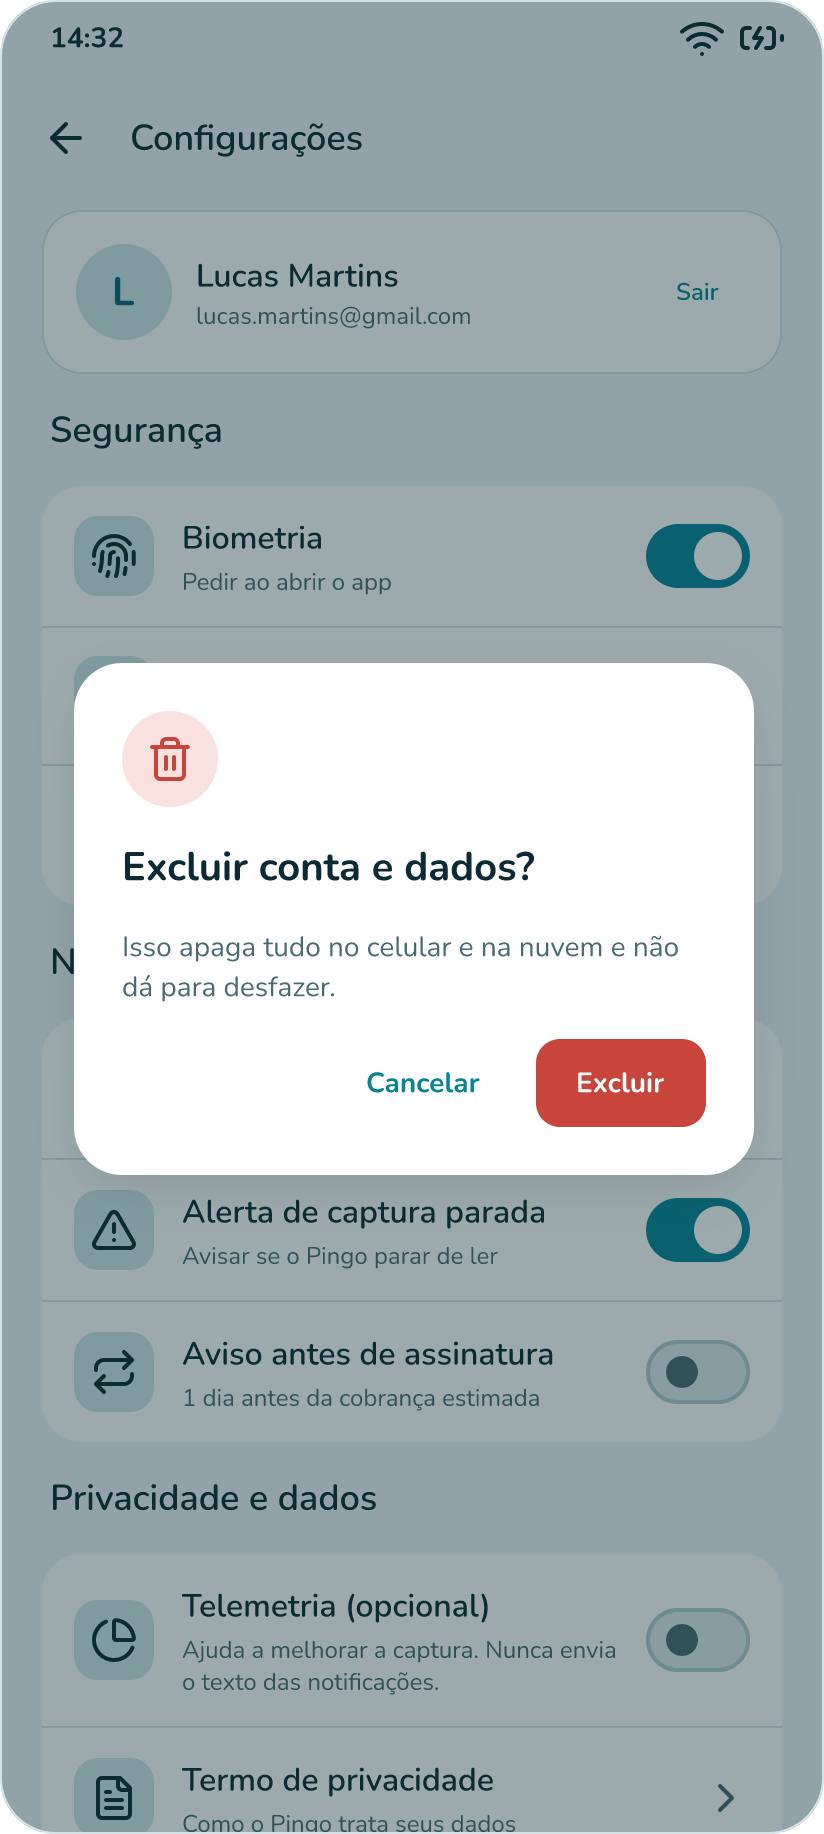 14:32
Configurações
L
Lucas Martins
lucas.martins@gmail.com
Sair
Segurança
Biometria
Pedir ao abrir o app
Excluir conta e dados?
Isso apaga tudo no celular e na nuvem e não
dá para desfazer.
Cancelar
Excluir
Alerta de captura parada
Avisar se o Pingo parar de ler
Aviso antes de assinatura
1 dia antes da cobrança estimada
Privacidade e dados
Telemetria (opcional)
Ajuda a melhorar a captura. Nunca envia
o texto das notificações.
Termo de privacidade
Como o Pingo trata seus dados